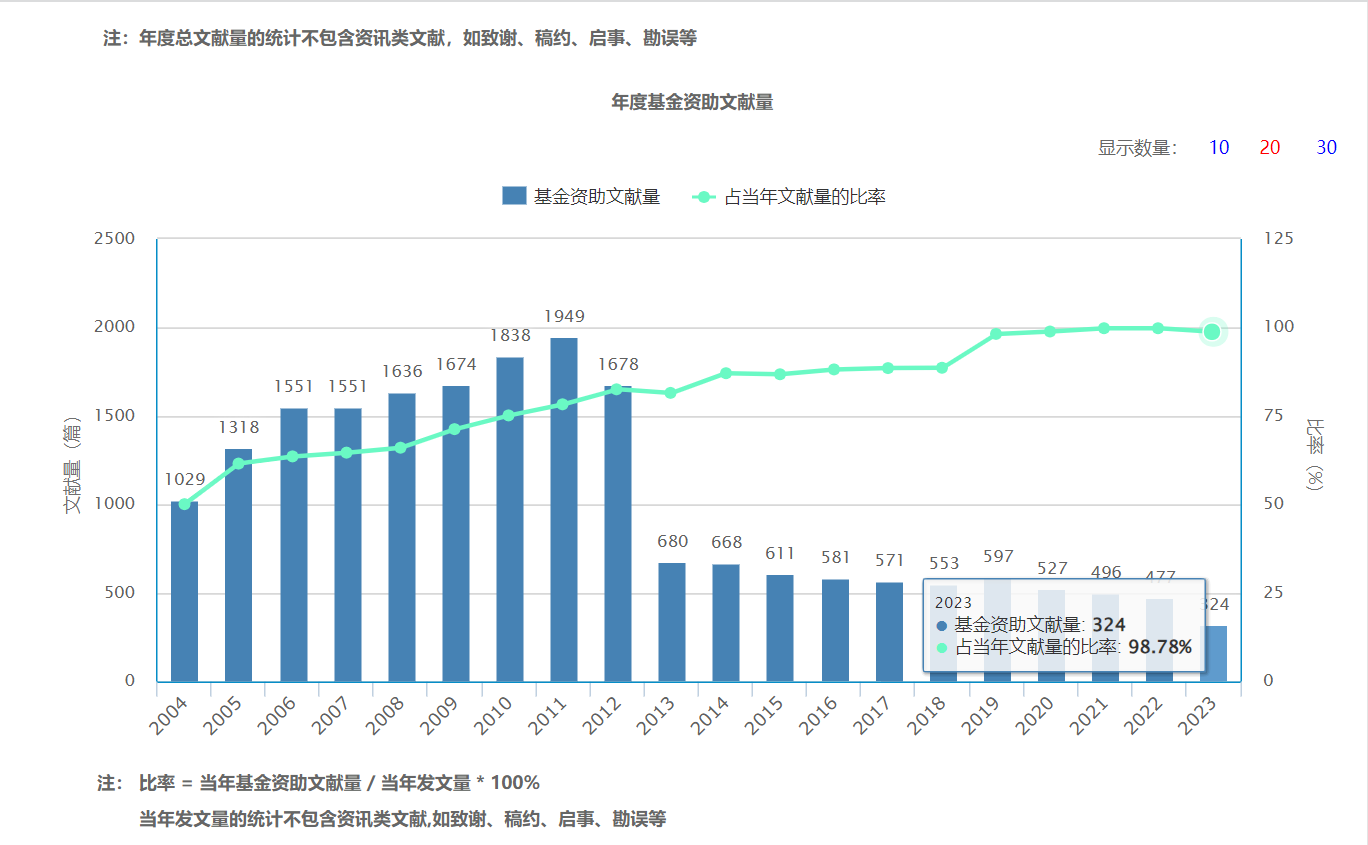 注：年度总文献量的统计不包含资讯类文献，如致谢、稿约、启事、勘误等
年度基金资助文献量
显示数量： 10 20 30
基金资助文献量 占当年文献量的比率
2500 125
2000 100
1500 75
1000 50
500 25
0 0
文献量（篇）
比率（%）
1029 1318 1551 1551 1636 1674 1838 1949 1678 680 668 611 581 571 553 597 527 496 477 324
2023
基金资助文献量: 324
占当年文献量的比率: 98.78%
2004 2005 2006 2007 2008 2009 2010 2011 2012 2013 2014 2015 2016 2017 2018 2019 2020 2021 2022 2023
注： 比率 = 当年基金资助文献量 / 当年发文量 * 100%
当年发文量的统计不包含资讯类文献,如致谢、稿约、启事、勘误等